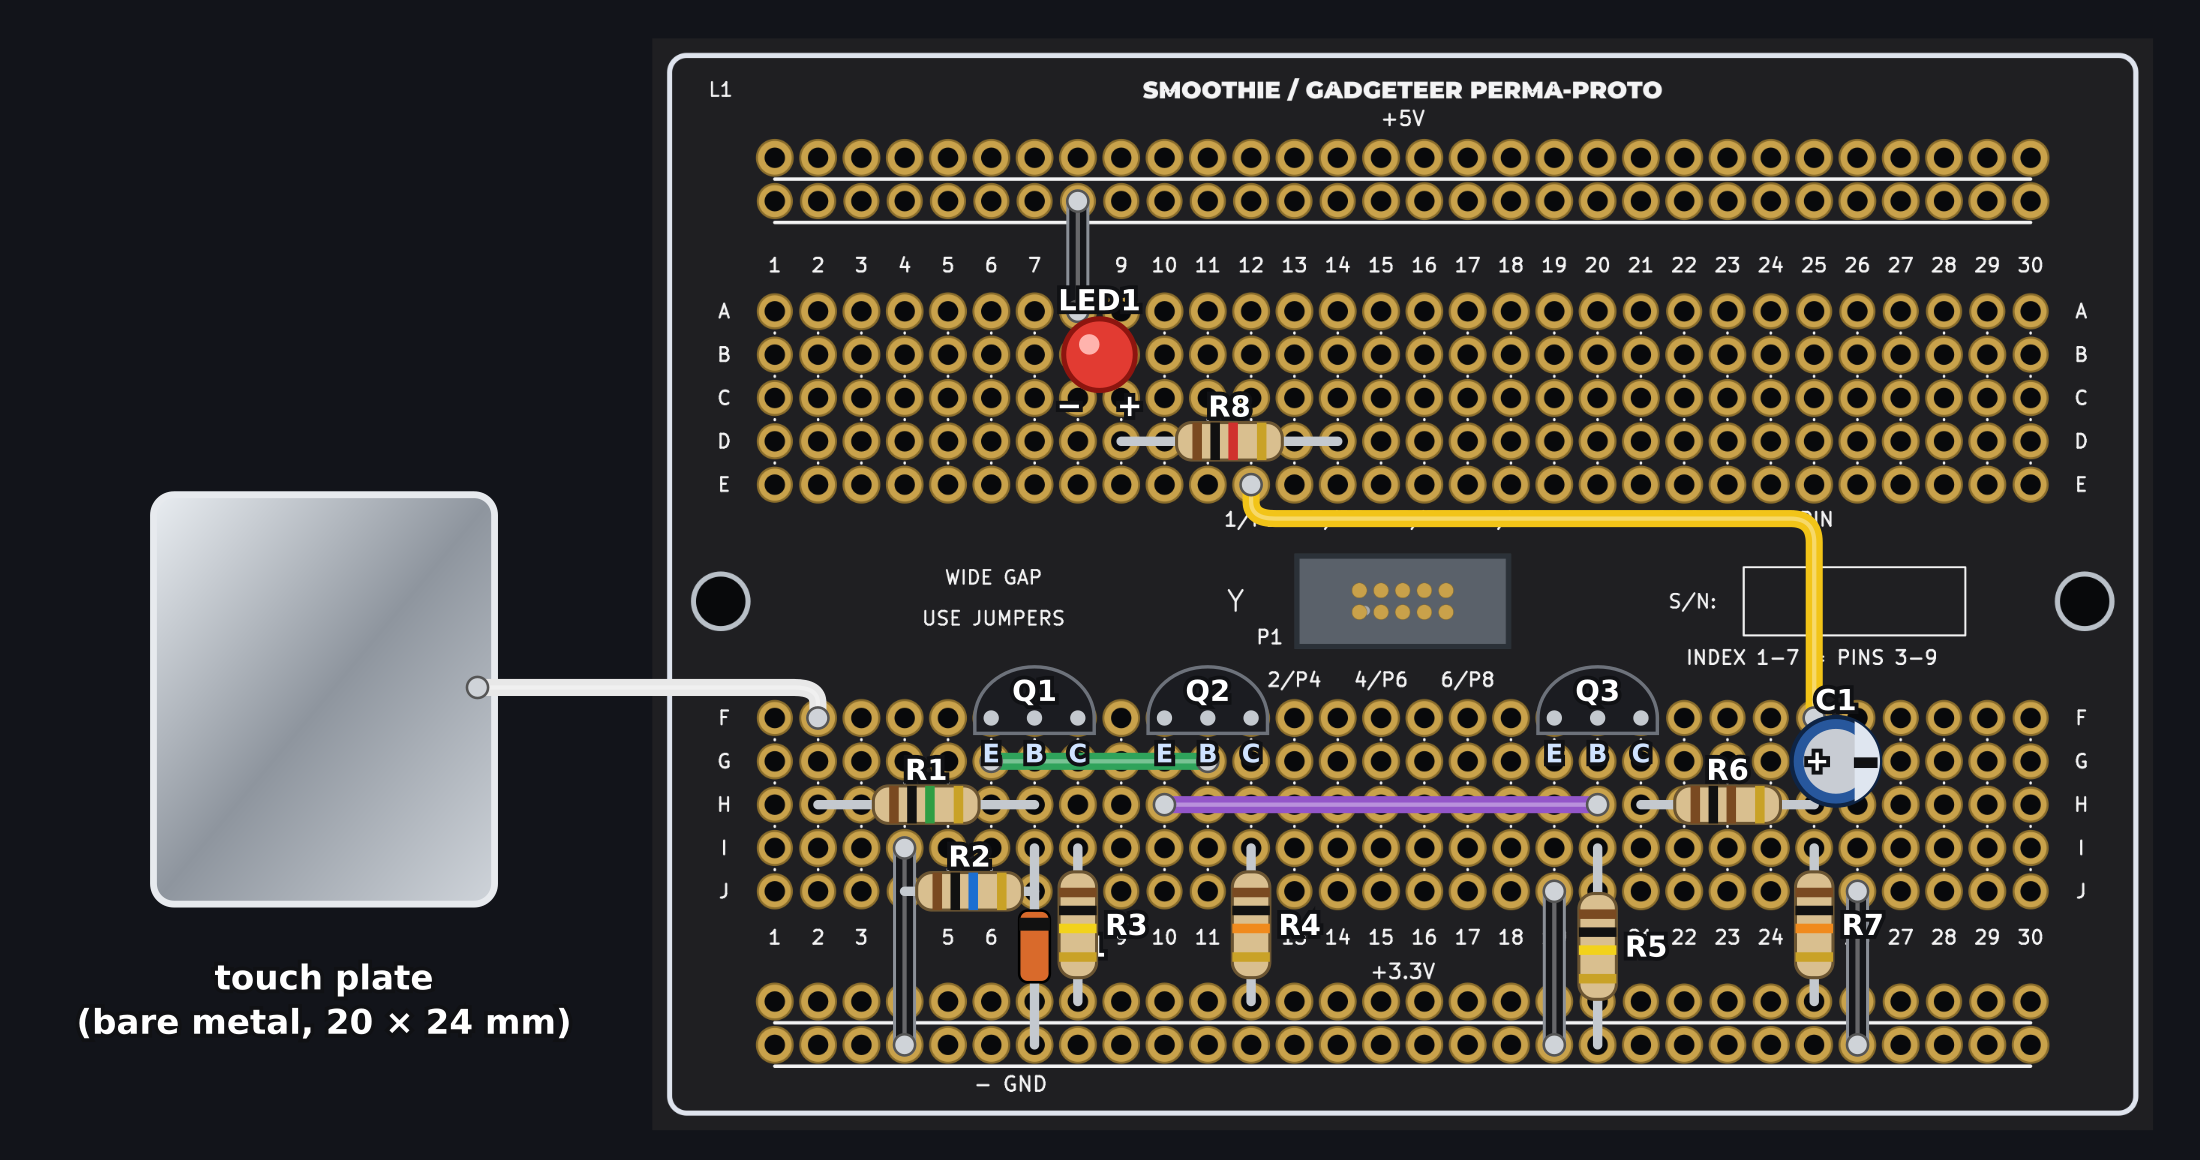 L1
SMOOTHIE / GADGETEER PERMA-PROTO
+5V
1 2 3 4 5 6 7 9 10 11 12 13 14 15 16 17 18 19 20 21 22 23 24 25 26 27 28 29 30
LED1
A A
B B
C C
− +
R8
D D
E E
1/
WIDE GAP
USE JUMPERS
Y
P1
S/N:
INDEX 1-7 = PINS 3-9
2/P4 4/P6 6/P8
Q1 Q2 Q3
C1
F F
E B C E B C E B C
G G
+ −
R1 R6
H H
I I
R2
J J
R3 R4 R5 R7
1 2 3 5 6 9 10 11 13 14 15 16 17 18 21 22 23 24 27 28 29 30
+3.3V
− GND
touch plate
(bare metal, 20 × 24 mm)